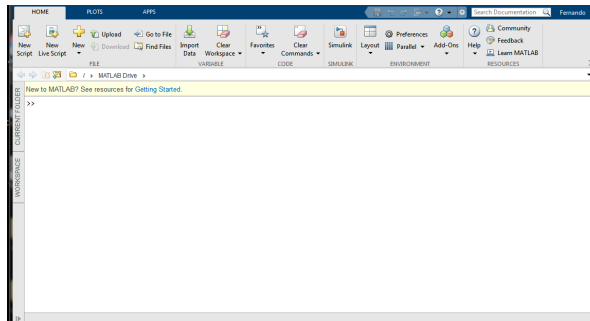 HOME PLOTS APPS Search Documentation Fernando
New Script
New Live Script
New
Upload
Download
Go to File
Find Files
Import Data
Clear Workspace
Favorites
Clear Commands
Simulink
Layout
Preferences
Parallel
Add-Ons
Help
Community
Feedback
Learn MATLAB
FILE VARIABLE CODE SIMULINK ENVIRONMENT RESOURCES
/ MATLAB Drive
New to MATLAB? See resources for Getting Started.
>>
CURRENT FOLDER
WORKSPACE